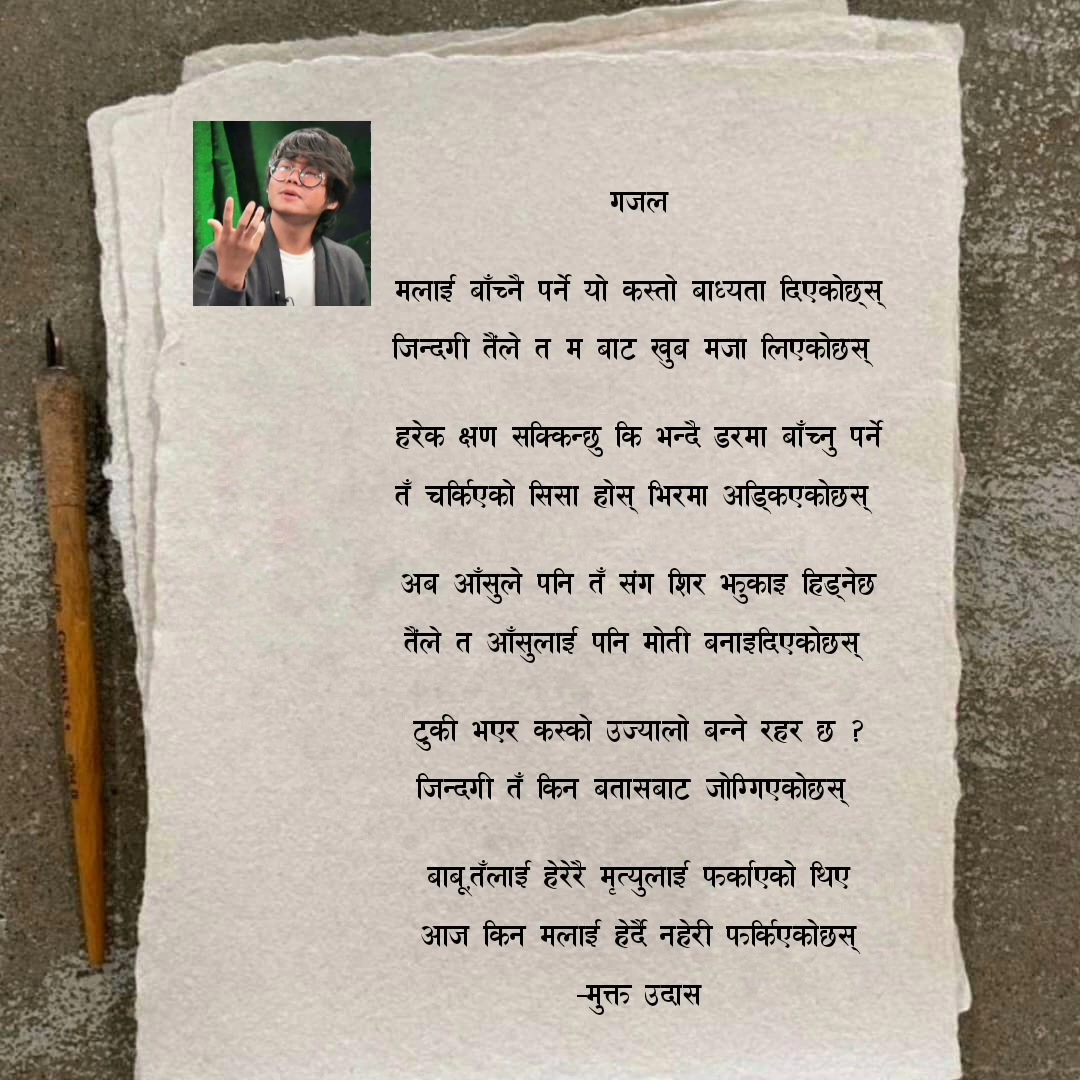 गजल
मलाई बाँच्नै पर्ने यो कस्तो बाध्यता दिएकोछ्स्
जिन्दगी तैंले त म बाट खुब मजा लिएकोछस्
हरेक क्षण सक्किन्छु कि भन्दै डरमा बाँच्नु पर्ने
तँ चर्किएको सिसा होस् भिरमा अड्किएकोछस्
अब आँसुले पनि तँ संग शिर झुकाइ हिड्नेछ
तैंले त आँसुलाई पनि मोती बनाइदिएकोछस्
टुकी भएर कस्को उज्यालो बन्ने रहर छ ?
जिन्दगी तँ किन बतासबाट जोग्गिएकोछस्
बाबू,तँलाई हेरेरै मृत्युलाई फर्काएको थिए
आज किन मलाई हेर्दै नहेरी फर्किएकोछस्
-मुक्त उदास